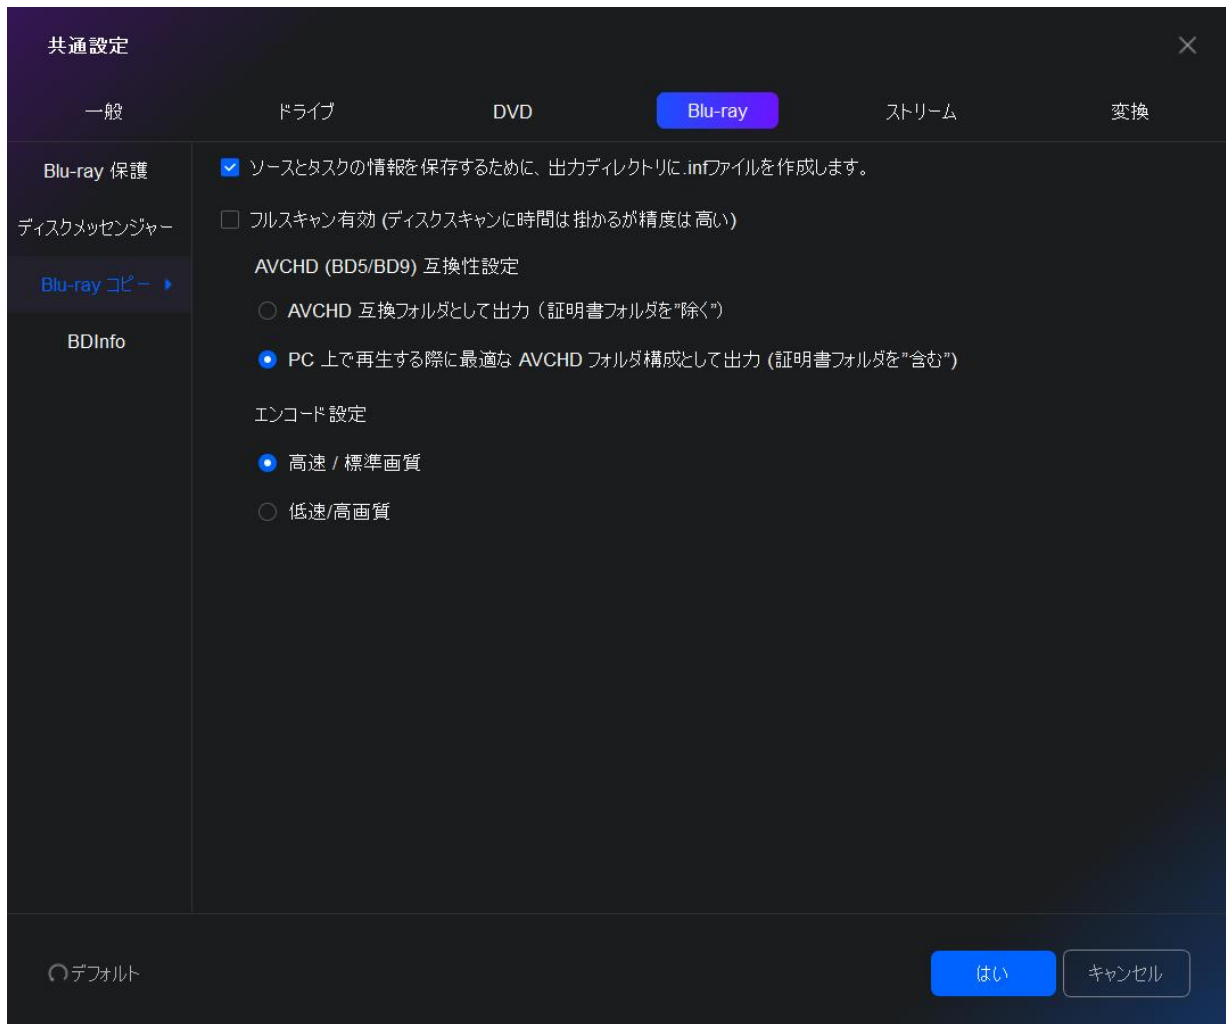 共通設定
一般 ドライブ DVD Blu-ray ストリーム 変換
Blu-ray 保護
ディスクメッセンジャー
Blu-ray コピー
BDInfo
ソースとタスクの情報を保存するために、出力ディレクトリに.infファイルを作成します。
フルスキャン有効 (ディスクスキャンに時間は掛かるが精度は高い)
AVCHD (BD5/BD9) 互換性設定
AVCHD 互換フォルダとして出力（証明書フォルダを”除く”）
PC 上で再生する際に最適な AVCHD フォルダ構成として出力 (証明書フォルダを”含む”)
エンコード設定
高速 / 標準画質
低速/高画質
デフォルト
はい キャンセル